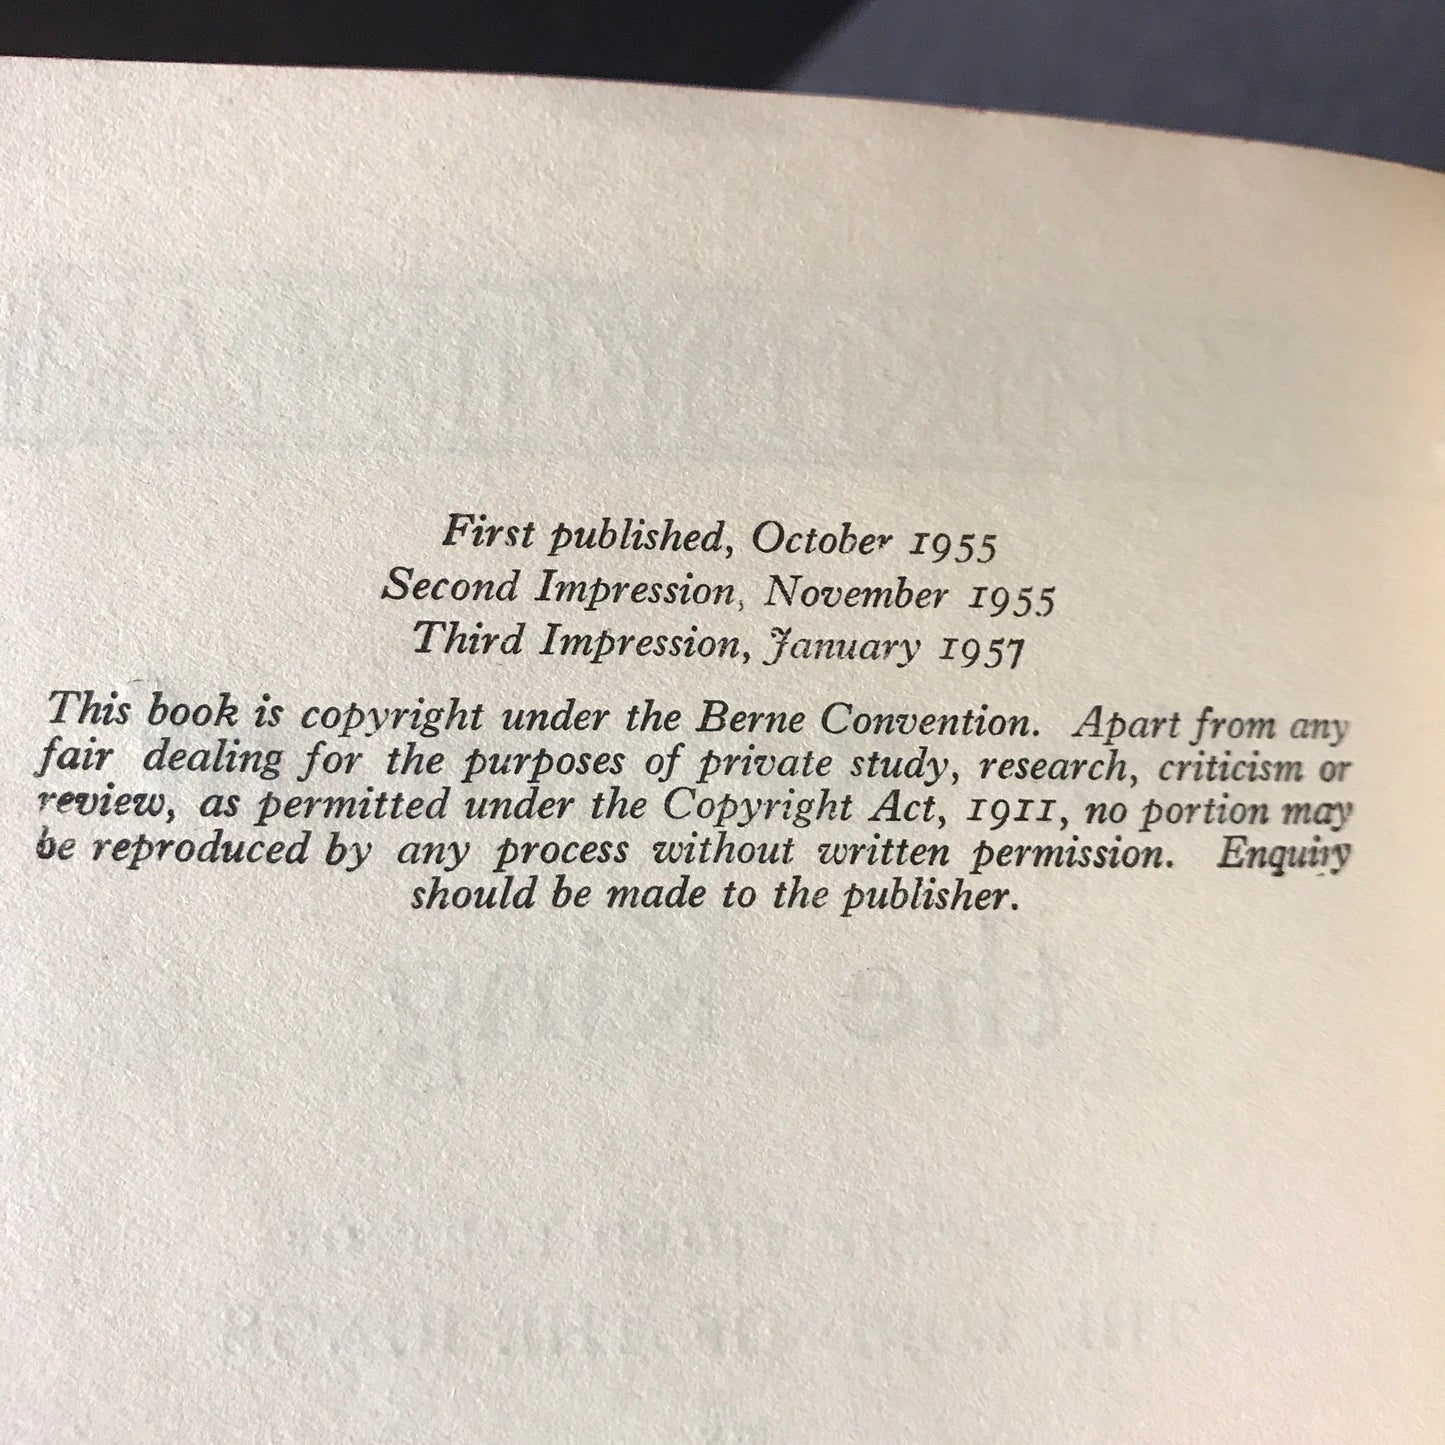 First published, October 1955
Second Impression, November 1955
Third Impression, January 1957
This book is copyright under the Berne Convention. Apart from any
fair dealing for the purposes of private study, research, criticism or
review, as permitted under the Copyright Act, 1911, no portion may
be reproduced by any process without written permission. Enquiry
should be made to the publisher.